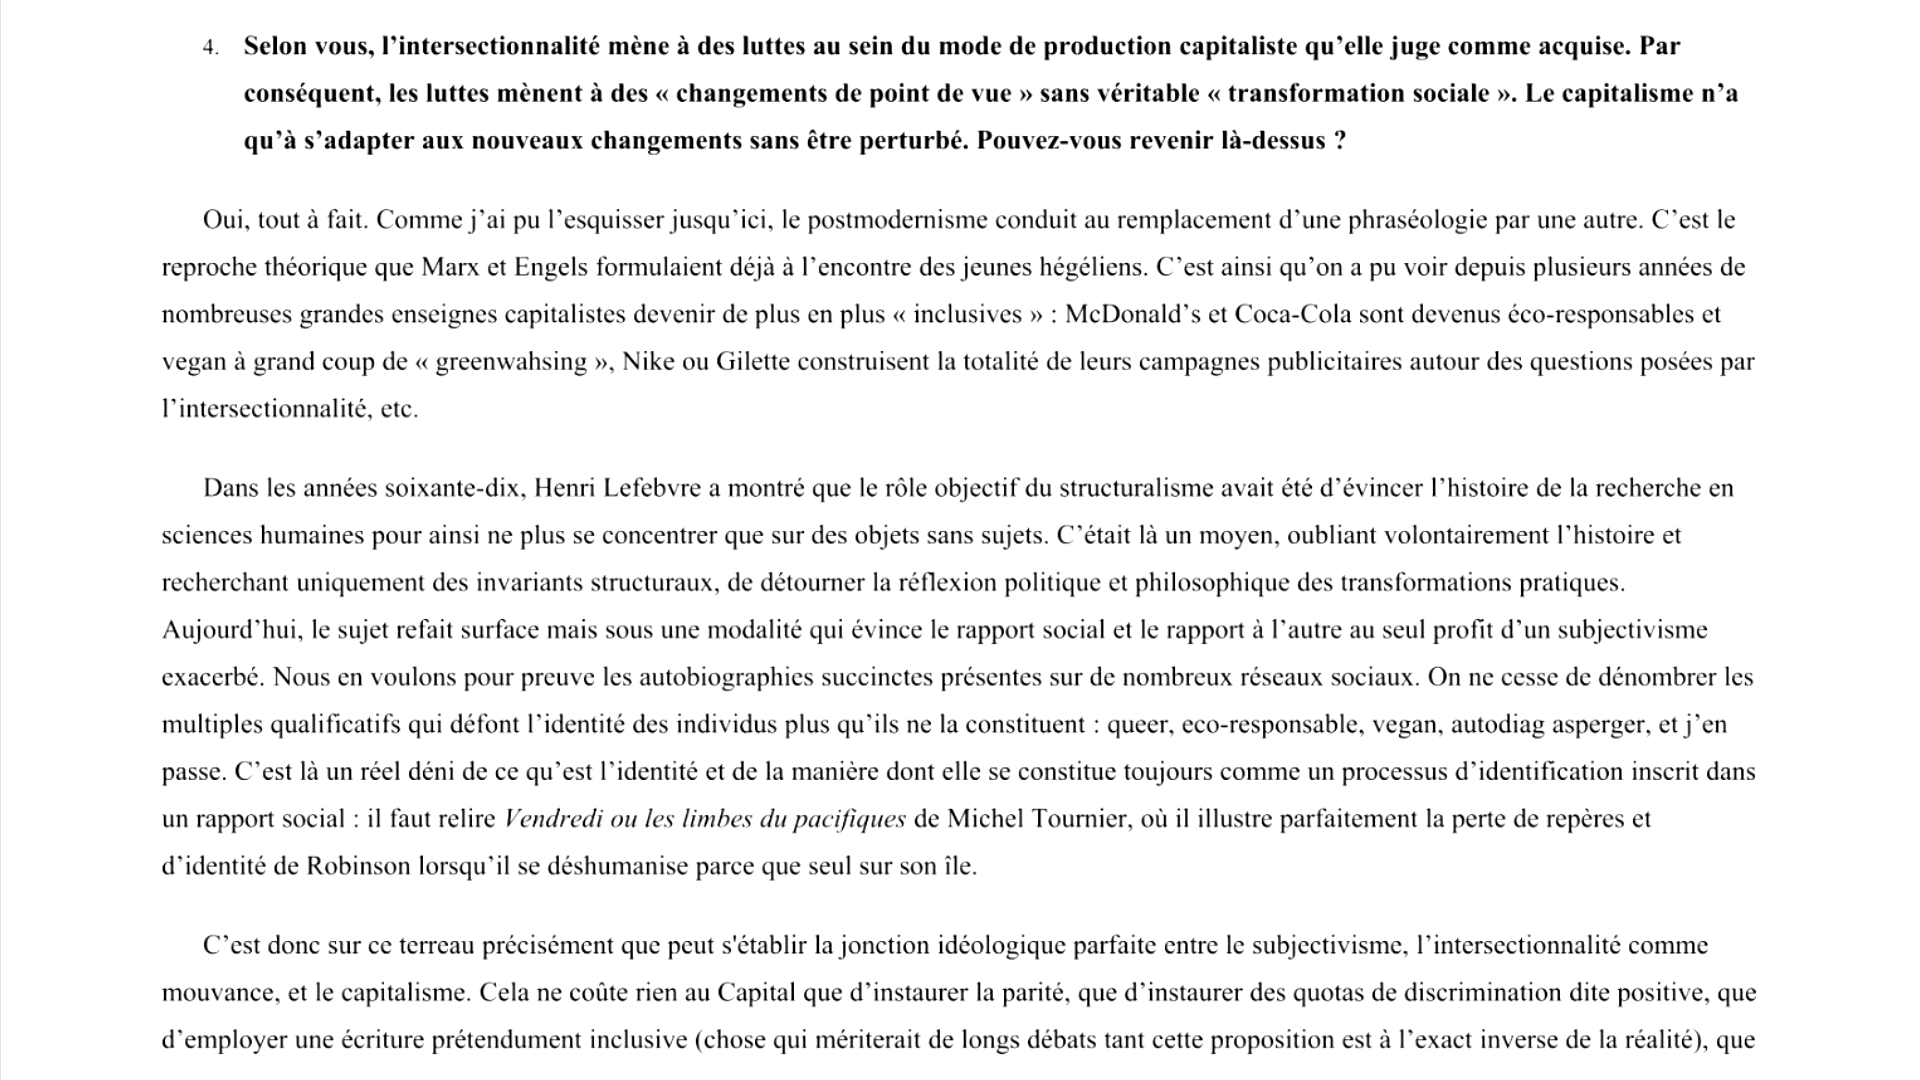 4. Selon vous, l’intersectionnalité mène à des luttes au sein du mode de production capitaliste qu’elle juge comme acquise. Par
conséquent, les luttes mènent à des « changements de point de vue » sans véritable « transformation sociale ». Le capitalisme n’a
qu’à s’adapter aux nouveaux changements sans être perturbé. Pouvez-vous revenir là-dessus ?
Oui, tout à fait. Comme j’ai pu l’esquisser jusqu’ici, le postmodernisme conduit au remplacement d’une phraséologie par une autre. C’est le
reproche théorique que Marx et Engels formulaient déjà à l’encontre des jeunes hégéliens. C’est ainsi qu’on a pu voir depuis plusieurs années de
nombreuses grandes enseignes capitalistes devenir de plus en plus « inclusives » : McDonald’s et Coca-Cola sont devenus éco-responsables et
vegan à grand coup de « greenwahsing », Nike ou Gilette construisent la totalité de leurs campagnes publicitaires autour des questions posées par
l’intersectionnalité, etc.
Dans les années soixante-dix, Henri Lefebvre a montré que le rôle objectif du structuralisme avait été d’évincer l’histoire de la recherche en
sciences humaines pour ainsi ne plus se concentrer que sur des objets sans sujets. C’était là un moyen, oubliant volontairement l’histoire et
recherchant uniquement des invariants structuraux, de détourner la réflexion politique et philosophique des transformations pratiques.
Aujourd’hui, le sujet refait surface mais sous une modalité qui évince le rapport social et le rapport à l’autre au seul profit d’un subjectivisme
exacerbé. Nous en voulons pour preuve les autobiographies succinctes présentes sur de nombreux réseaux sociaux. On ne cesse de dénombrer les
multiples qualificatifs qui défont l’identité des individus plus qu’ils ne la constituent : queer, eco-responsable, vegan, autodiag asperger, et j’en
passe. C’est là un réel déni de ce qu’est l’identité et de la manière dont elle se constitue toujours comme un processus d’identification inscrit dans
un rapport social : il faut relire Vendredi ou les limbes du pacifiques de Michel Tournier, où il illustre parfaitement la perte de repères et
d’identité de Robinson lorsqu’il se déshumanise parce que seul sur son île.
C’est donc sur ce terreau précisément que peut s'établir la jonction idéologique parfaite entre le subjectivisme, l’intersectionnalité comme
mouvance, et le capitalisme. Cela ne coûte rien au Capital que d’instaurer la parité, que d’instaurer des quotas de discrimination dite positive, que
d’employer une écriture prétendument inclusive (chose qui mériterait de longs débats tant cette proposition est à l’exact inverse de la réalité), que